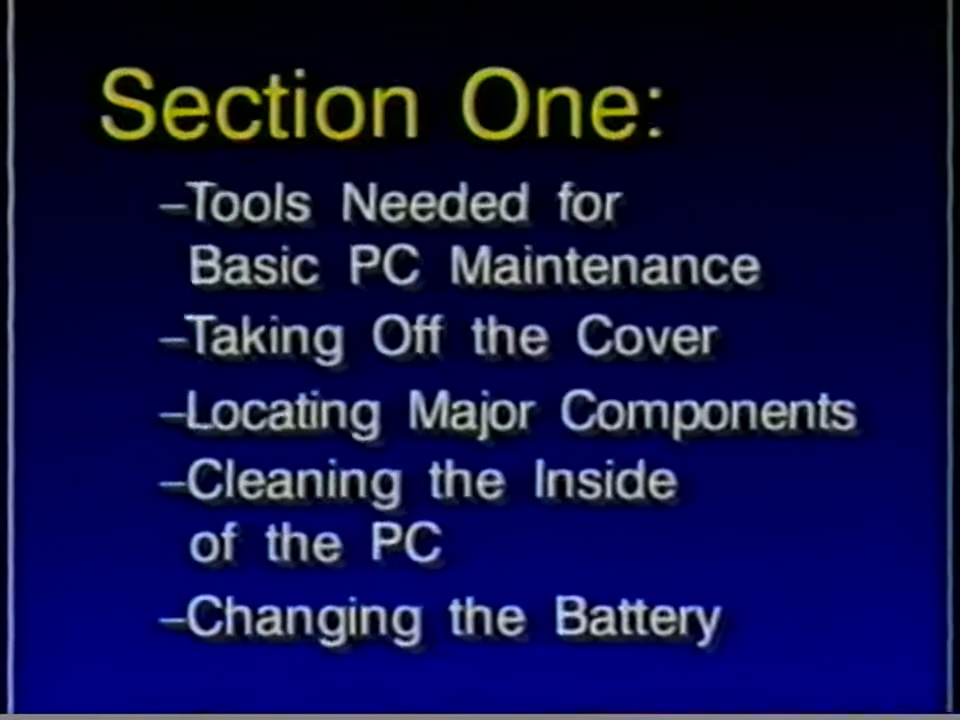 Section One:
–Tools Needed for
Basic PC Maintenance
–Taking Off the Cover
–Locating Major Components
–Cleaning the Inside
of the PC
–Changing the Battery